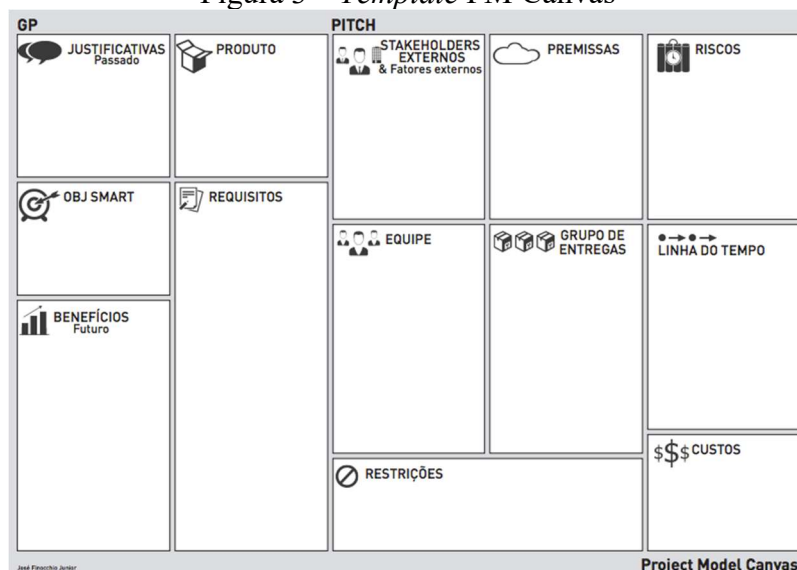 Figura 3 – Template PM Canvas
GP
PITCH
JUSTIFICATIVAS
Passado
PRODUTO
STAKEHOLDERS
EXTERNOS
& Fatores externos
PREMISSAS
RISCOS
OBJ SMART
REQUISITOS
EQUIPE
GRUPO DE
ENTREGAS
LINHA DO TEMPO
BENEFÍCIOS
Futuro
RESTRIÇÕES
$$$ CUSTOS
José Finocchio Junior
Project Model Canvas